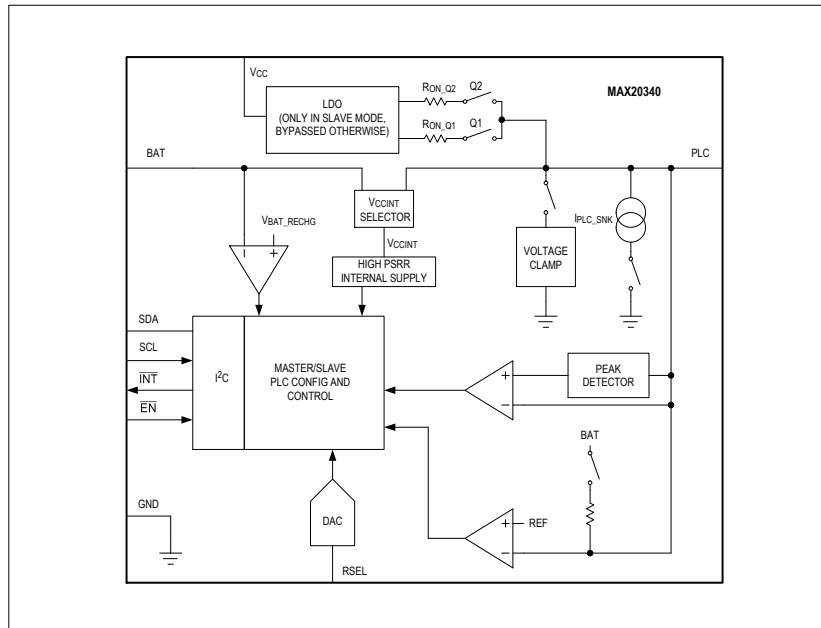 VCC
RON_Q2
Q2
MAX20340
LDO
(ONLY IN SLAVE MODE,
BYPASSED OTHERWISE)
RON_Q1
Q1
BAT
PLC
VCCINT
SELECTOR
VBAT_RECHG
IPLC_SNK
VCCINT
VOLTAGE
CLAMP
HIGH PSRR
INTERNAL SUPPLY
SDA
SCL
INT
EN
I2C
MASTER/SLAVE
PLC CONFIG AND
CONTROL
PEAK
DETECTOR
BAT
GND
DAC
REF
RSEL